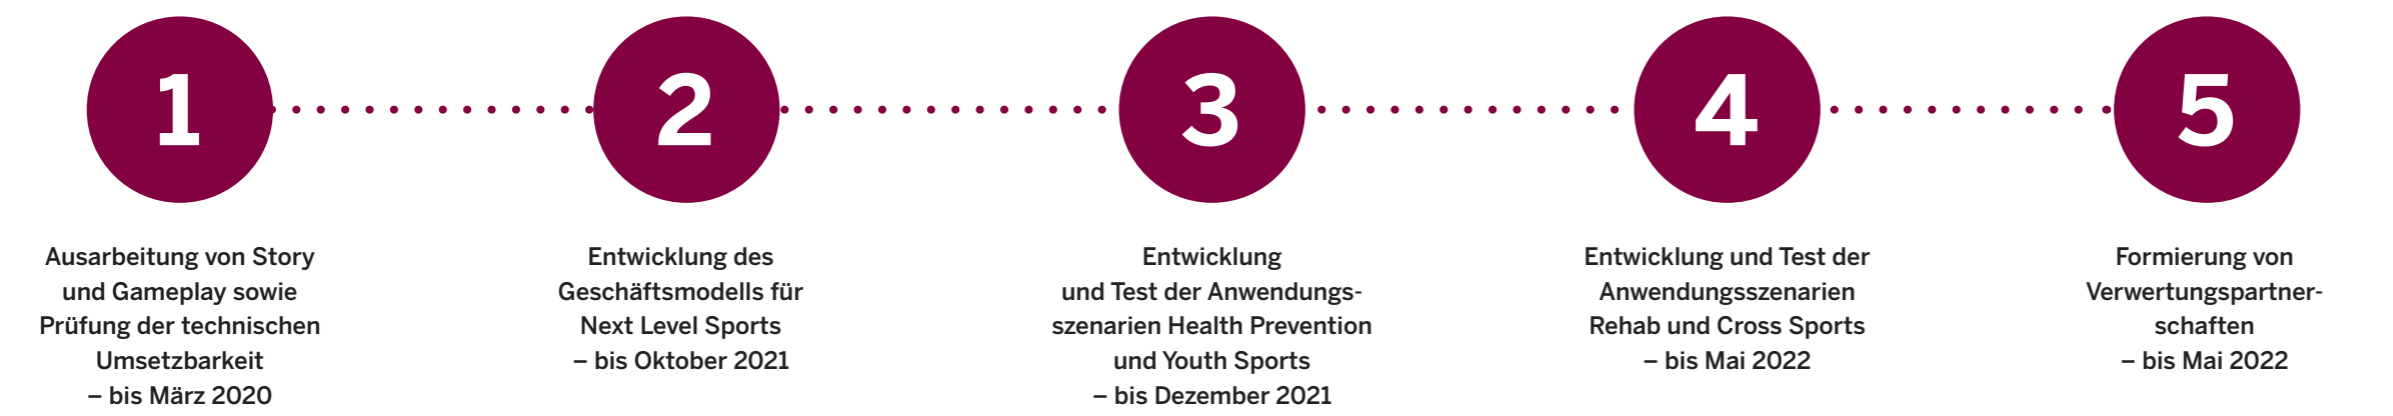 1
Ausarbeitung von Story
und Gameplay sowie
Prüfung der technischen
Umsetzbarkeit
– bis März 2020
2
Entwicklung des
Geschäftsmodells für
Next Level Sports
– bis Oktober 2021
3
Entwicklung
und Test der Anwendungs-
szenarien Health Prevention
und Youth Sports
– bis Dezember 2021
4
Entwicklung und Test der
Anwendungsszenarien
Rehab und Cross Sports
– bis Mai 2022
5
Formierung von
Verwertungspartner-
schaften
– bis Mai 2022